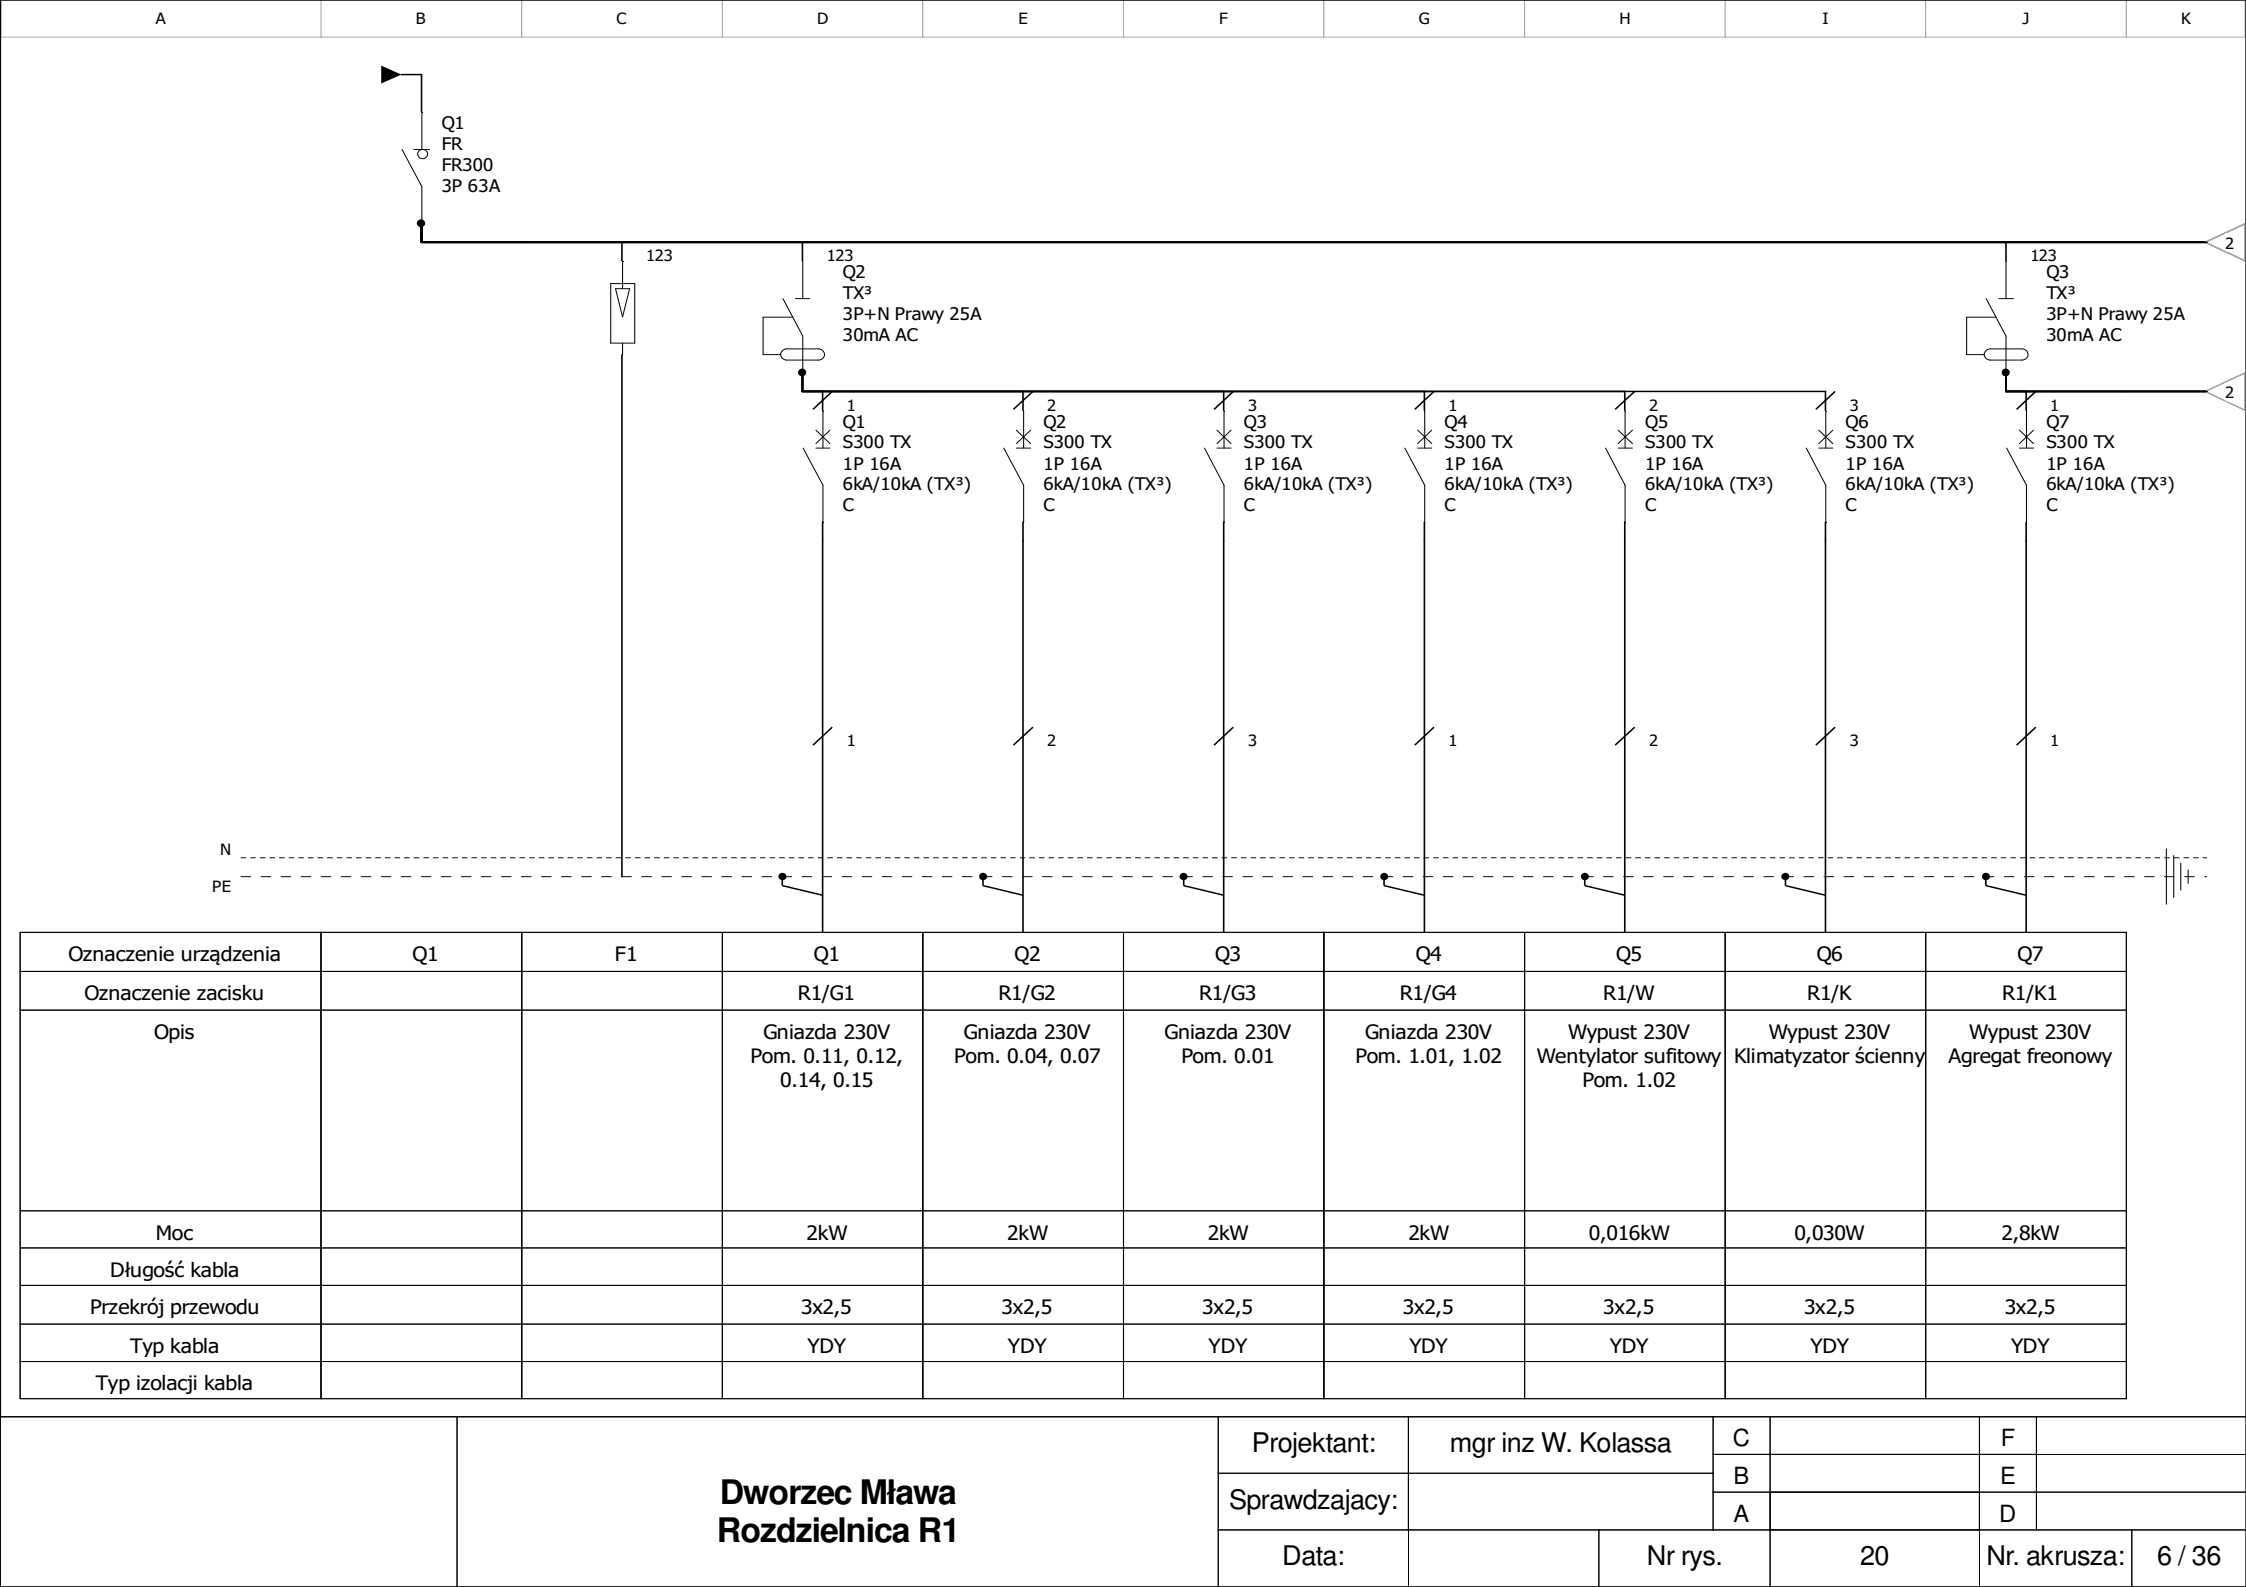 A B C D E F G H I J K
Q1
FR
FR300
3P 63A
2
123
123
Q2
TX³
3P+N Prawy 25A
30mA AC
123
Q3
TX³
3P+N Prawy 25A
30mA AC
2
1
Q1
S300 TX
1P 16A
6kA/10kA (TX³)
C
2
Q2
S300 TX
1P 16A
6kA/10kA (TX³)
C
3
Q3
S300 TX
1P 16A
6kA/10kA (TX³)
C
1
Q4
S300 TX
1P 16A
6kA/10kA (TX³)
C
2
Q5
S300 TX
1P 16A
6kA/10kA (TX³)
C
3
Q6
S300 TX
1P 16A
6kA/10kA (TX³)
C
1
Q7
S300 TX
1P 16A
6kA/10kA (TX³)
C
1 2 3 1 2 3 1
N
PE
Oznaczenie urządzenia Q1 F1 Q1 Q2 Q3 Q4 Q5 Q6 Q7
Oznaczenie zacisku R1/G1 R1/G2 R1/G3 R1/G4 R1/W R1/K R1/K1
Opis Gniazda 230V Gniazda 230V Gniazda 230V Gniazda 230V Wypust 230V Wypust 230V Wypust 230V
Pom. 0.11, 0.12, Pom. 0.04, 0.07 Pom. 0.01 Pom. 1.01, 1.02 Wentylator sufitowy Klimatyzator ścienny Agregat freonowy
0.14, 0.15 Pom. 1.02
Moc 2kW 2kW 2kW 2kW 0,016kW 0,030W 2,8kW
Długość kabla
Przekrój przewodu 3x2,5 3x2,5 3x2,5 3x2,5 3x2,5 3x2,5 3x2,5
Typ kabla YDY YDY YDY YDY YDY YDY YDY
Typ izolacji kabla
Dworzec Mława
Rozdzielnica R1
Projektant: mgr inz W. Kolassa C F
B E
Sprawdzajacy:
A D
Data: Nr rys. 20 Nr. akrusza: 6 / 36